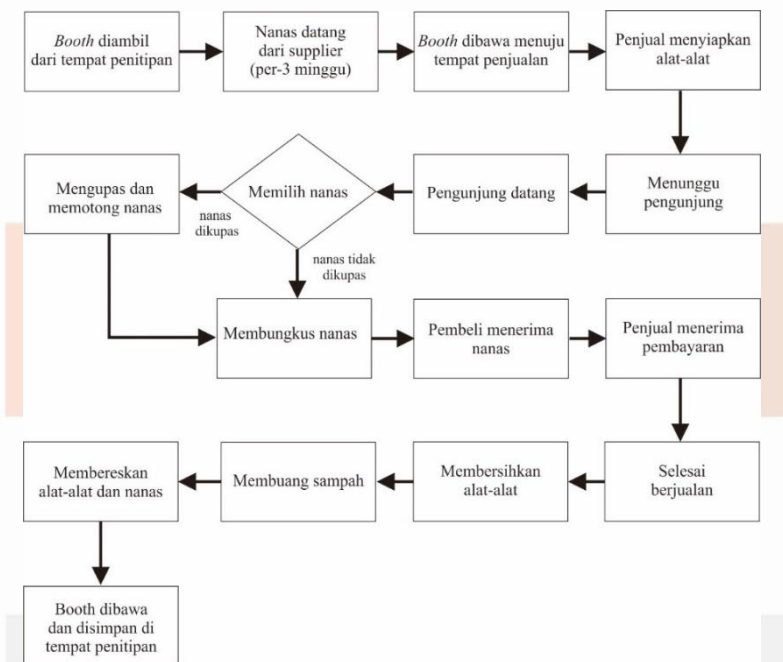 Booth diambil
dari tempat penitipan
Nanas datang
dari supplier
(per-3 minggu)
Booth dibawa menuju
tempat penjualan
Penjual menyiapkan
alat-alat
Menunggu
pengunjung
Pengunjung datang
Memilih nanas
nanas
dikupas
Mengupas dan
memotong nanas
nanas tidak
dikupas
Membungkus nanas
Pembeli menerima
nanas
Penjual menerima
pembayaran
Selesai
berjualan
Membersihkan
alat-alat
Membuang sampah
Membereskan
alat-alat dan nanas
Booth dibawa
dan disimpan di
tempat penitipan